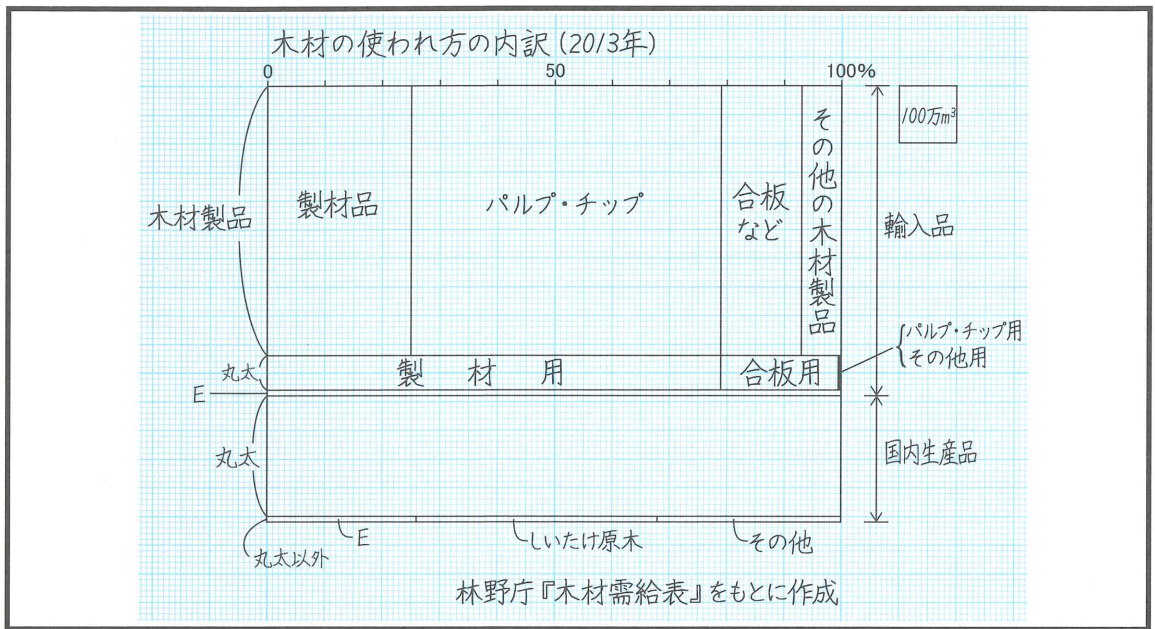 木材の使われ方の内訳(2013年)
0 50 100%
100万m³
木材製品
製材品
パルプ・チップ
合板
など
その他の木材製品
輸入品
丸太
製材用
合板用
パルプ・チップ用
その他用
E
丸太
国内生産品
丸太以外
E
しいたけ原木
その他
林野庁『木材需給表』をもとに作成